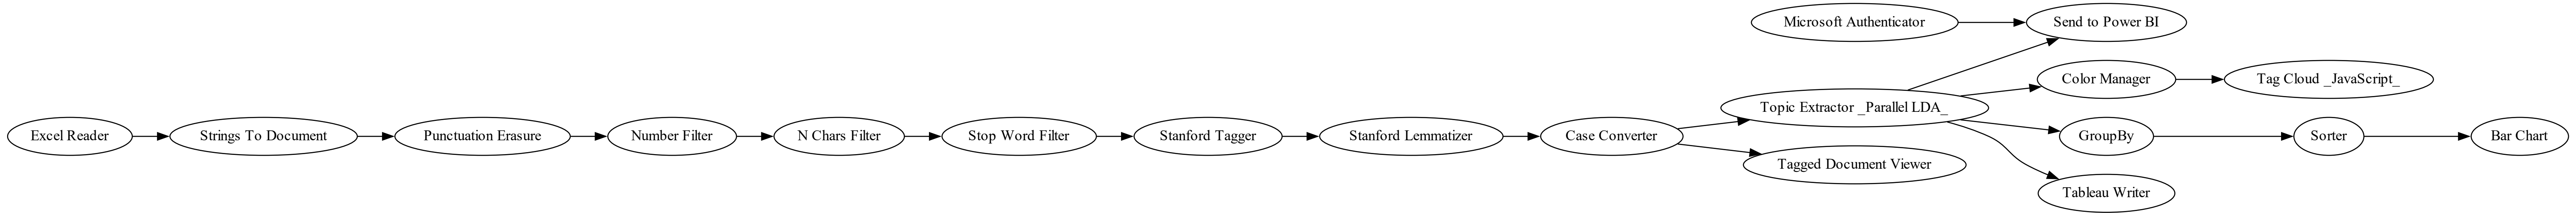 Excel Reader
Strings To Document
Punctuation Erasure
Number Filter
N Chars Filter
Stop Word Filter
Stanford Tagger
Stanford Lemmatizer
Case Converter
Microsoft Authenticator
Topic Extractor _Parallel LDA_
Tagged Document Viewer
Send to Power BI
Color Manager
GroupBy
Tableau Writer
Tag Cloud _JavaScript_
Sorter
Bar Chart